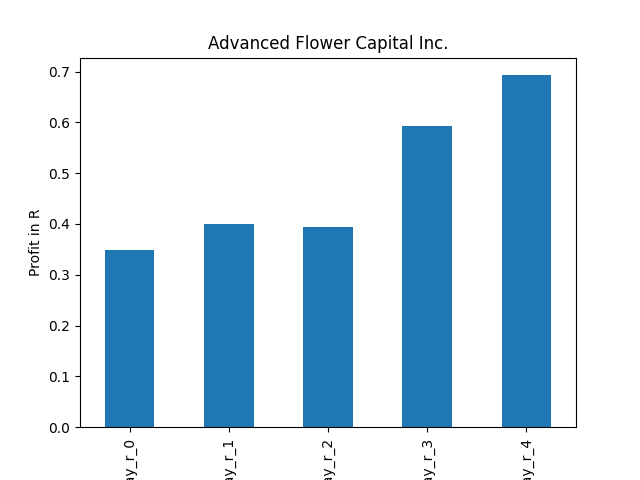 Advanced Flower Capital Inc.
Profit in R
0.7
0.6
0.5
0.4
0.3
0.2
0.1
0.0
ay_r_0
ay_r_1
ay_r_2
ay_r_3
ay_r_4